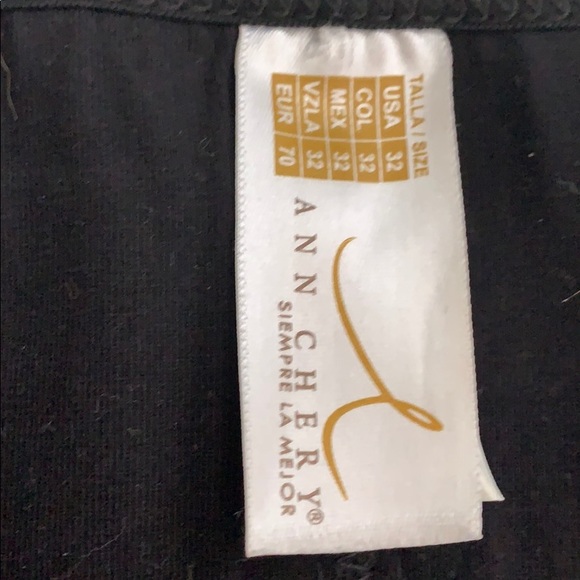 TALLA / SIZE
USA 32
COL 32
MEX 32
VZLA 32
EUR 70
ANN CHERY®
SIEMPRE LA MEJOR